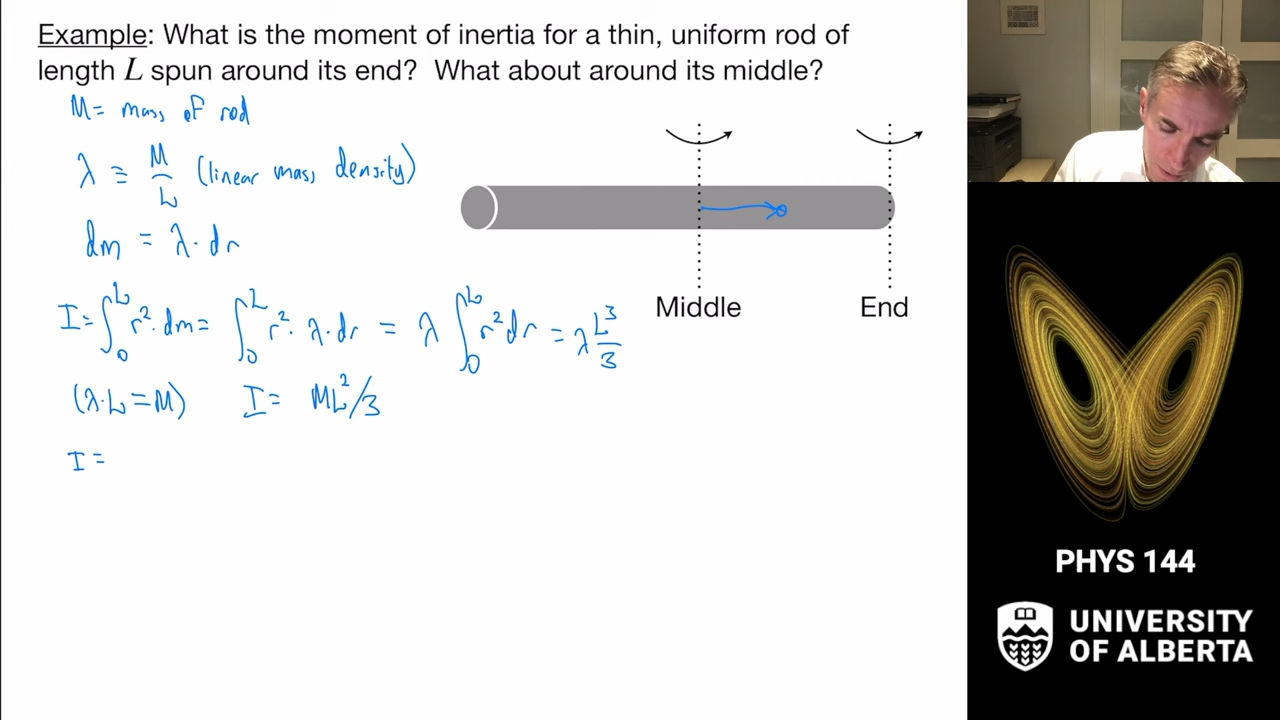 Example: What is the moment of inertia for a thin, uniform rod of
length L spun around its end? What about around its middle?
M = mass of rod
λ ≡ M/L (linear mass density)
dm = λ · dr
I = ∫₀ᴸ r² · dm = ∫₀ᴸ r² · λ · dr = λ ∫₀ᴸ r² dr = λ L³/3
(λ·L = M) I = ML²/3
I =
Middle
End
PHYS 144
UNIVERSITY
OF ALBERTA